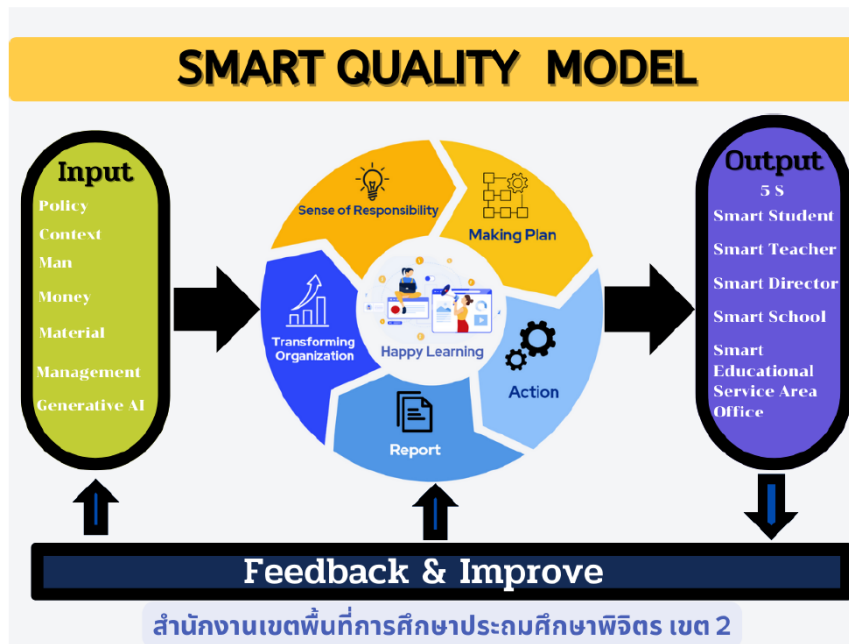 SMART QUALITY MODEL
Input
Policy
Context
Man
Money
Material
Management
Generative AI
Sense of Responsibility
Making Plan
Action
Report
Transforming
Organization
Happy Learning
Output
5 S
Smart Student
Smart Teacher
Smart Director
Smart School
Smart
Educational
Service Area
Office
Feedback & Improve
สำนักงานเขตพื้นที่การศึกษาประถมศึกษาพิจิตร เขต 2